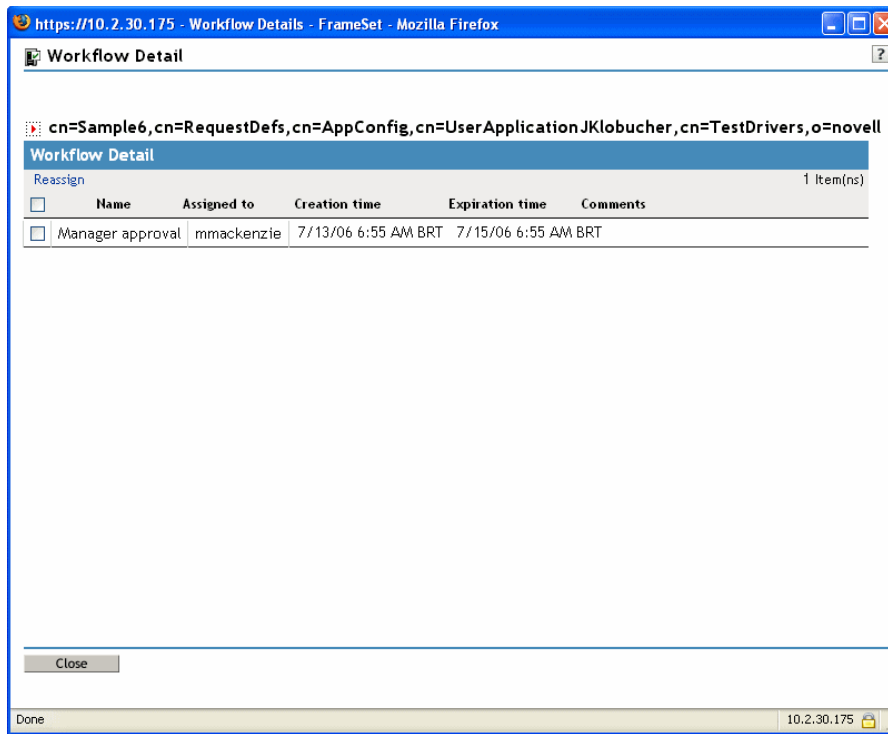 https://10.2.30.175 - Workflow Details - FrameSet - Mozilla Firefox
Workflow Detail
?
cn=Sample6,cn=RequestDefs,cn=AppConfig,cn=UserApplicationJKlobucher,cn=TestDrivers,o=novell
Workflow Detail
Reassign 1 Item(ns)
Name Assigned to Creation time Expiration time Comments
Manager approval mmackenzie 7/13/06 6:55 AM BRT 7/15/06 6:55 AM BRT
Close
Done 10.2.30.175